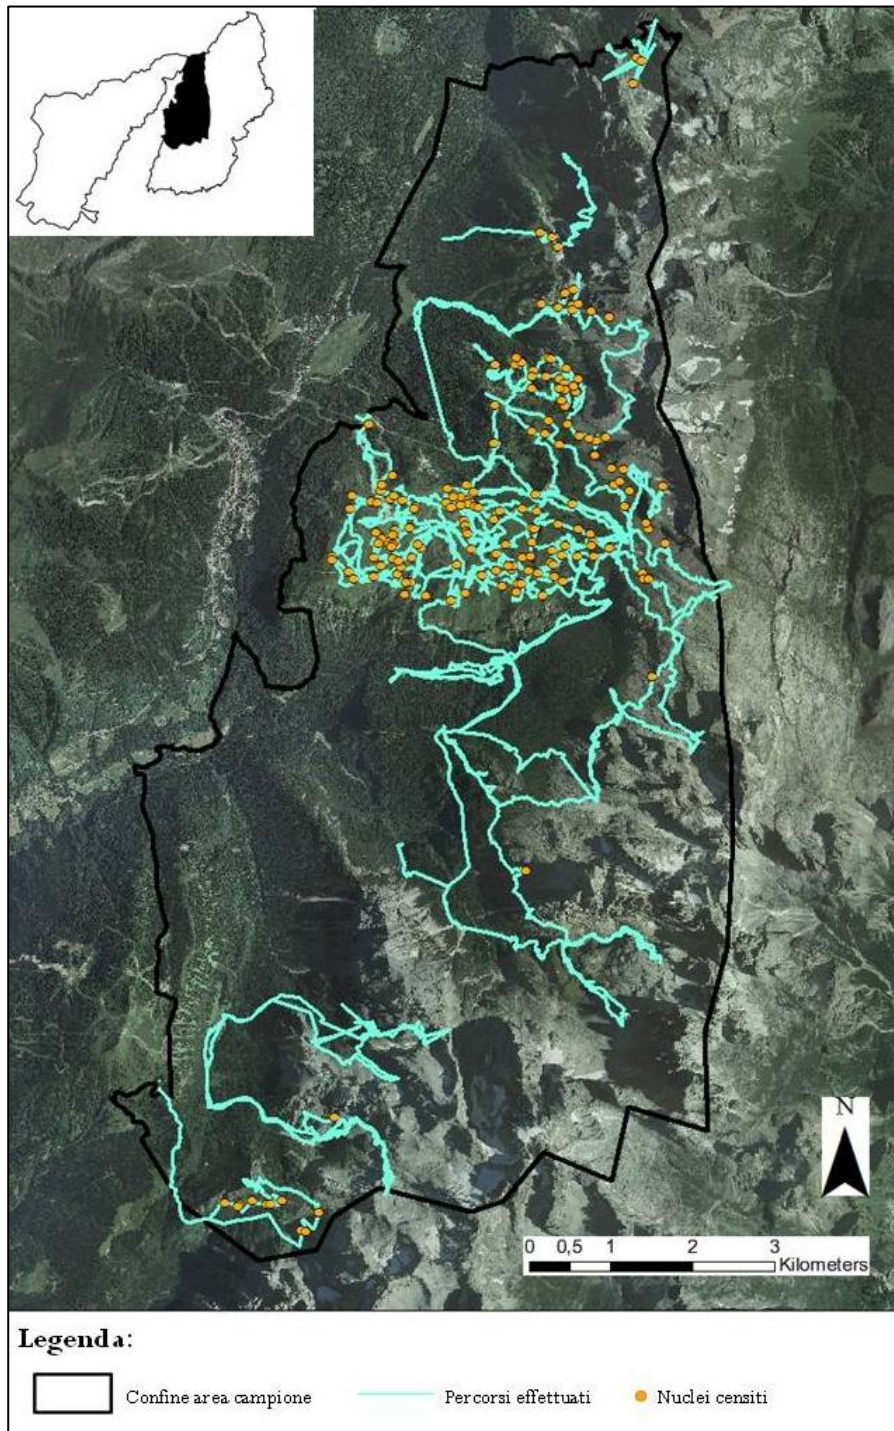 N
0 0,5 1 2 3
Kilometers
Legenda:
Confine area campione Percorsi effettuati Nuclei censiti